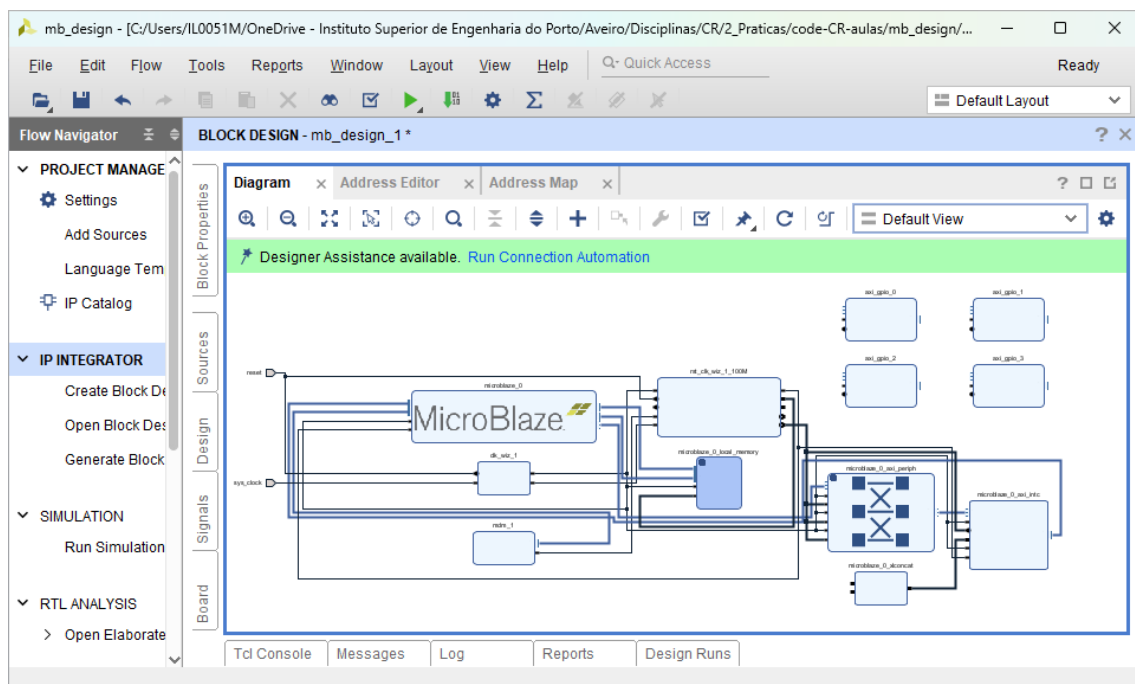 mb_design - [C:/Users/IL0051M/OneDrive - Instituto Superior de Engenharia do Porto/Aveiro/Disciplinas/CR/2_Praticas/code-CR-aulas/mb_design/...
File Edit Flow Tools Reports Window Layout View Help Quick Access Ready
Default Layout
Flow Navigator
BLOCK DESIGN - mb_design_1 *
PROJECT MANAGE
Settings
Add Sources
Language Tem
IP Catalog
IP INTEGRATOR
Create Block De
Open Block Des
Generate Block
SIMULATION
Run Simulation
RTL ANALYSIS
Open Elaborate
Block Properties
Sources
Design
Signals
Board
Diagram Address Editor Address Map
Default View
Designer Assistance available. Run Connection Automation
axi_gpio_0 axi_gpio_1
axi_gpio_2 axi_gpio_3
reset
microblaze_0
MicroBlaze
rst_clk_wiz_1_100M
clk_wiz_1
microblaze_0_local_memory
sys_clock
microblaze_0_axi_periph
microblaze_0_axi_intc
mdm_1
microblaze_0_xlconcat
Tcl Console Messages Log Reports Design Runs